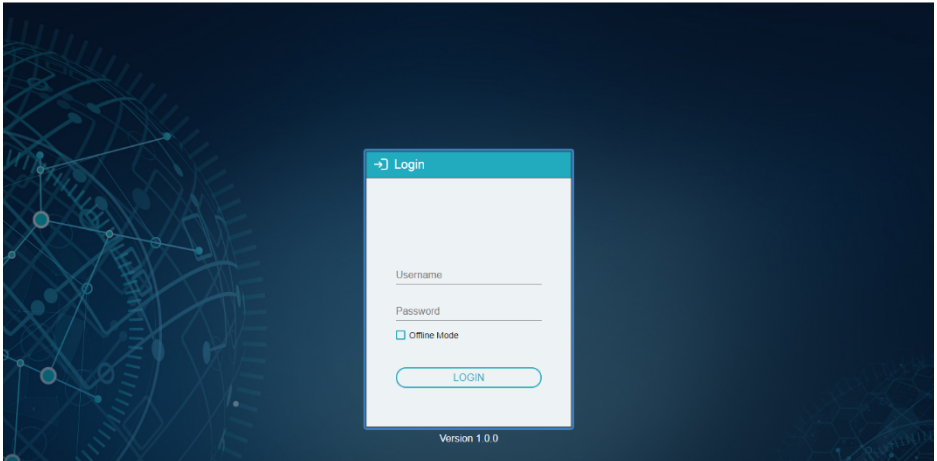 Login
Username
Password
Offline Mode
LOGIN
Version 1.0.0